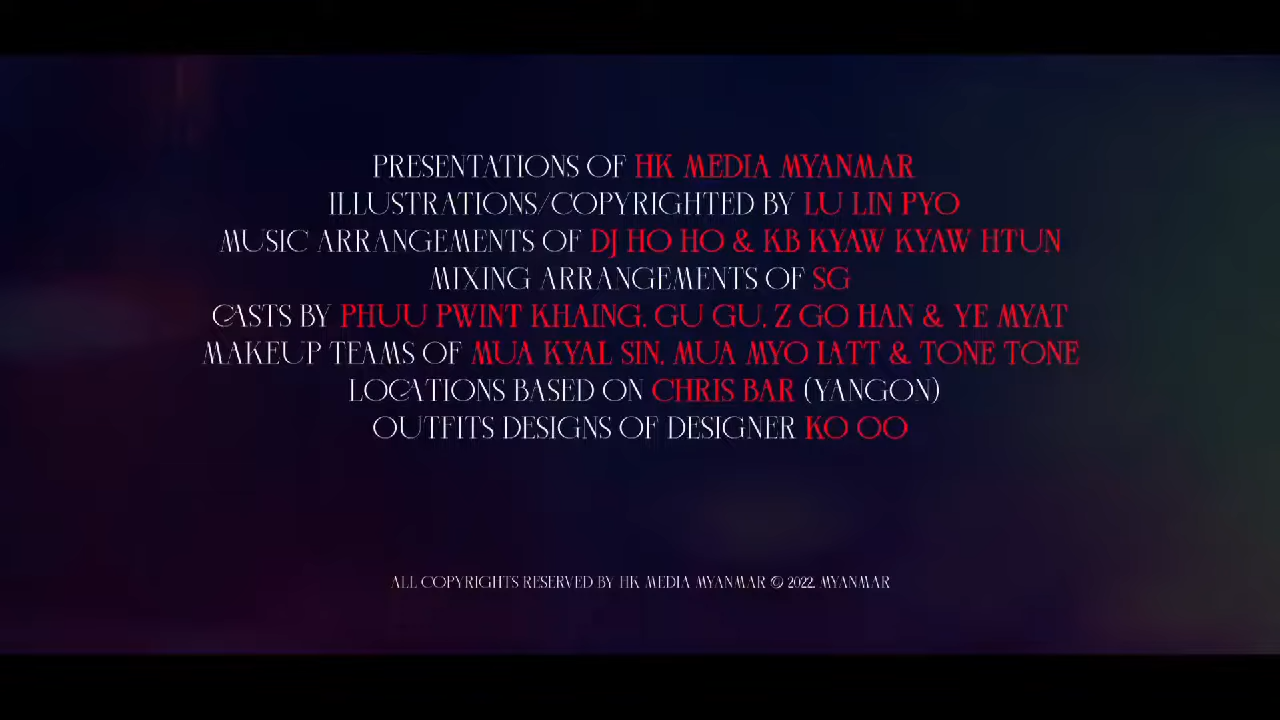 PRESENTATIONS OF HK MEDIA MYANMAR
ILLUSTRATIONS/COPYRIGHTED BY LU LIN PYO
MUSIC ARRANGEMENTS OF DJ HO HO & KB KYAW KYAW HTUN
MIXING ARRANGEMENTS OF SG
CASTS BY PHUU PWINT KHAING, GU GU, Z GO HAN & YE MYAT
MAKEUP TEAMS OF MUA KYAL SIN, MUA MYO LATT & TONE TONE
LOCATIONS BASED ON CHRIS BAR (YANGON)
OUTFITS DESIGNS OF DESIGNER KO OO
ALL COPYRIGHTS RESERVED BY HK MEDIA MYANMAR © 2022, MYANMAR